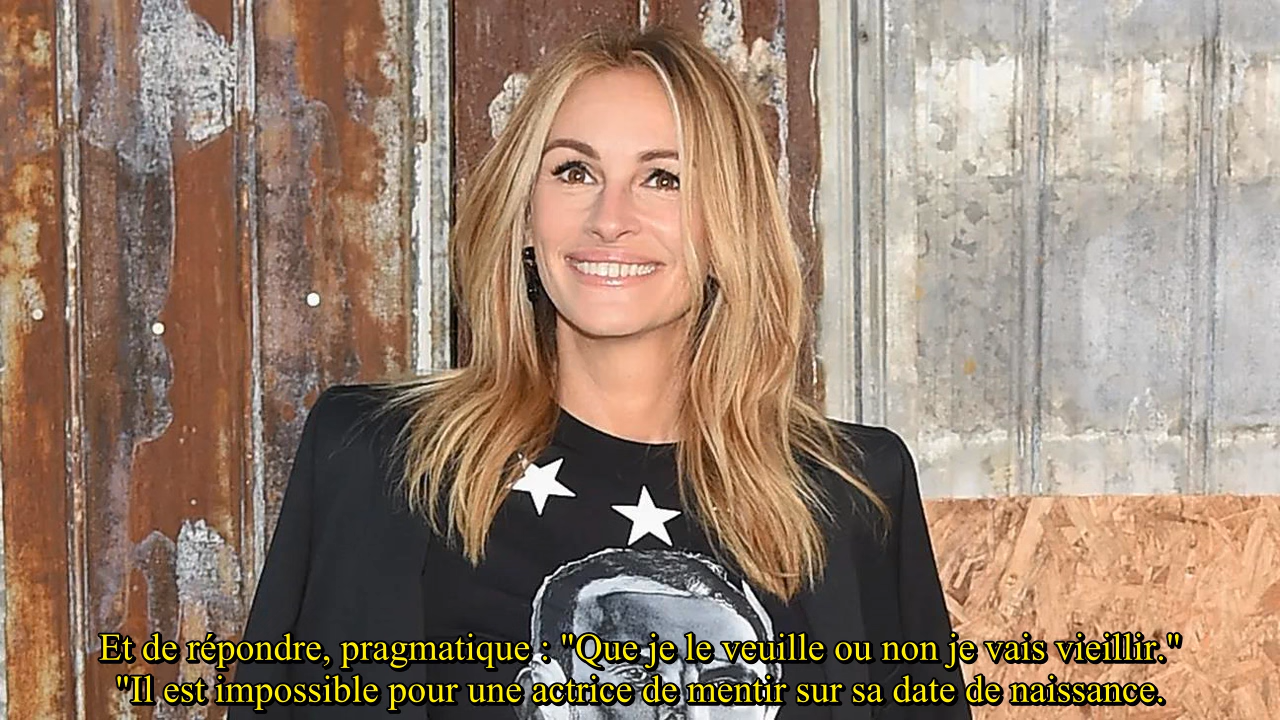 Et de répondre, pragmatique : "Que je le veuille ou non je vais vieillir."
"Il est impossible pour une actrice de mentir sur sa date de naissance.